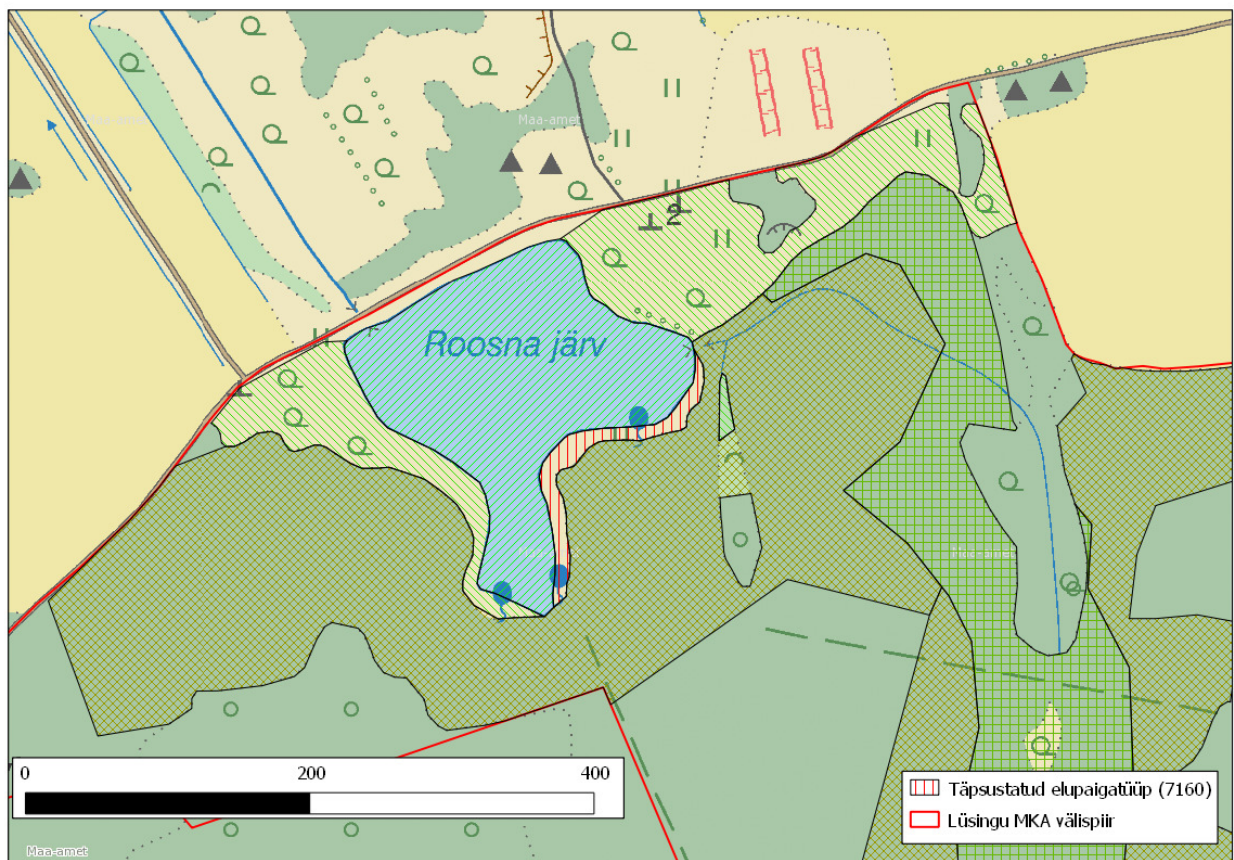 Maa-amet
Maa-amet
Roosna järv
Maa-amet
Maa-amet
0 200 400
Täpsustatud elupaigatüüp (7160)
Lüsingu MKA välispiir
Maa-amet